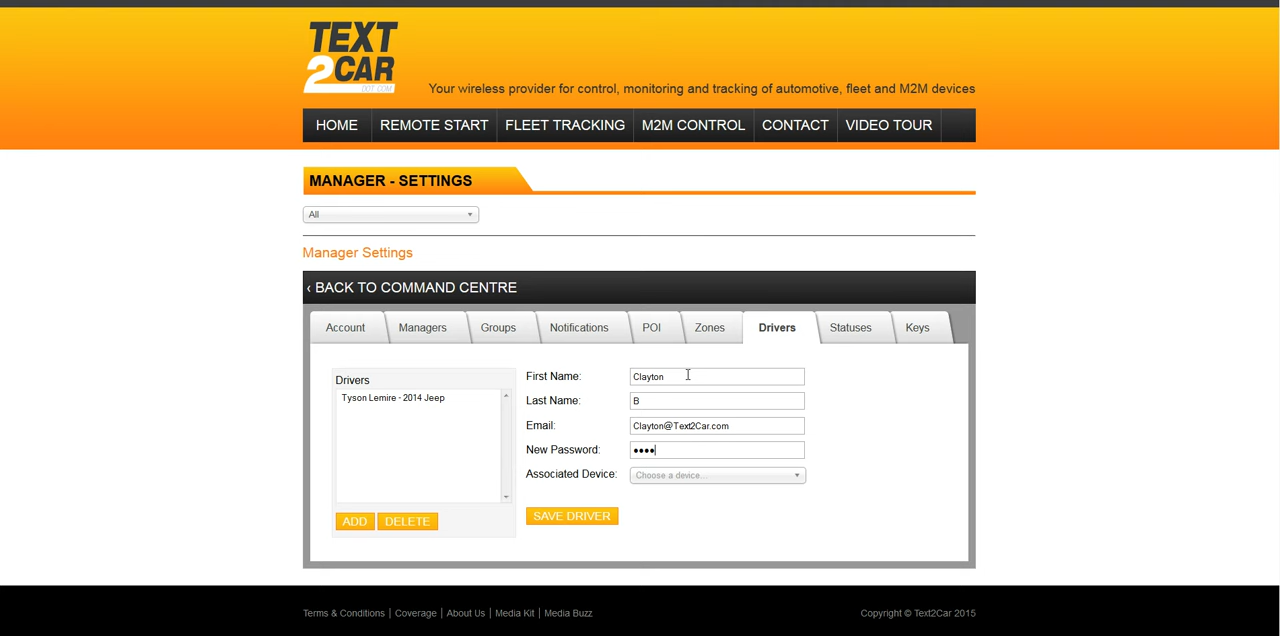 TEXT
2CAR
DOT COM
Your wireless provider for control, monitoring and tracking of automotive, fleet and M2M devices
HOME REMOTE START FLEET TRACKING M2M CONTROL CONTACT VIDEO TOUR
MANAGER - SETTINGS
All
Manager Settings
‹ BACK TO COMMAND CENTRE
Account Managers Groups Notifications POI Zones Drivers Statuses Keys
Drivers
Tyson Lemire - 2014 Jeep
ADD DELETE
First Name: Clayton
Last Name: B
Email: Clayton@Text2Car.com
New Password: ••••
Associated Device: Choose a device...
SAVE DRIVER
Terms & Conditions | Coverage | About Us | Media Kit | Media Buzz
Copyright © Text2Car 2015